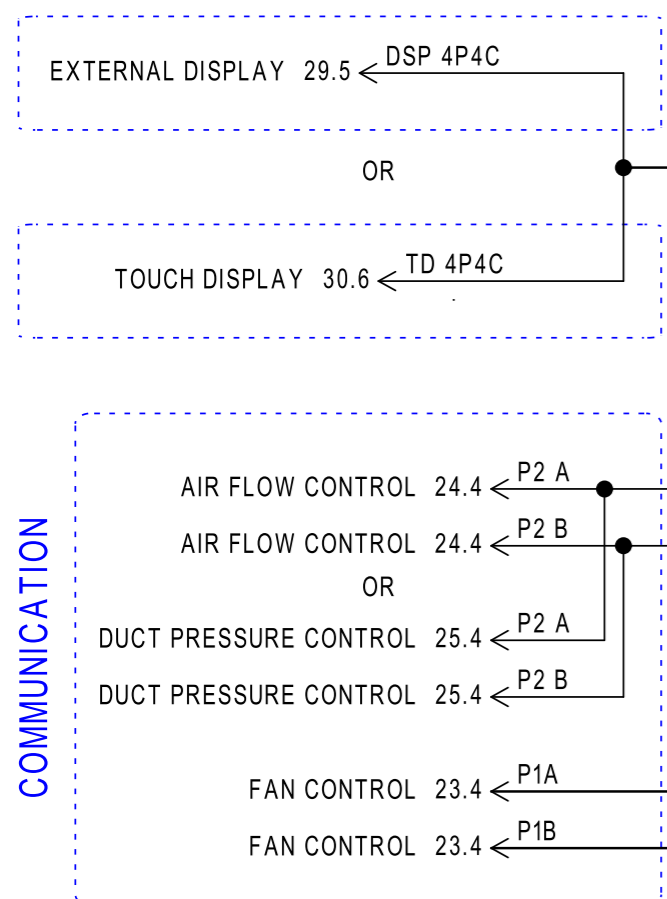 EXTERNAL DISPLAY 29.5 DSP 4P4C
OR
TOUCH DISPLAY 30.6 TD 4P4C
COMMUNICATION
AIR FLOW CONTROL 24.4 P2 A
AIR FLOW CONTROL 24.4 P2 B
OR
DUCT PRESSURE CONTROL 25.4 P2 A
DUCT PRESSURE CONTROL 25.4 P2 B
FAN CONTROL 23.4 P1A
FAN CONTROL 23.4 P1B